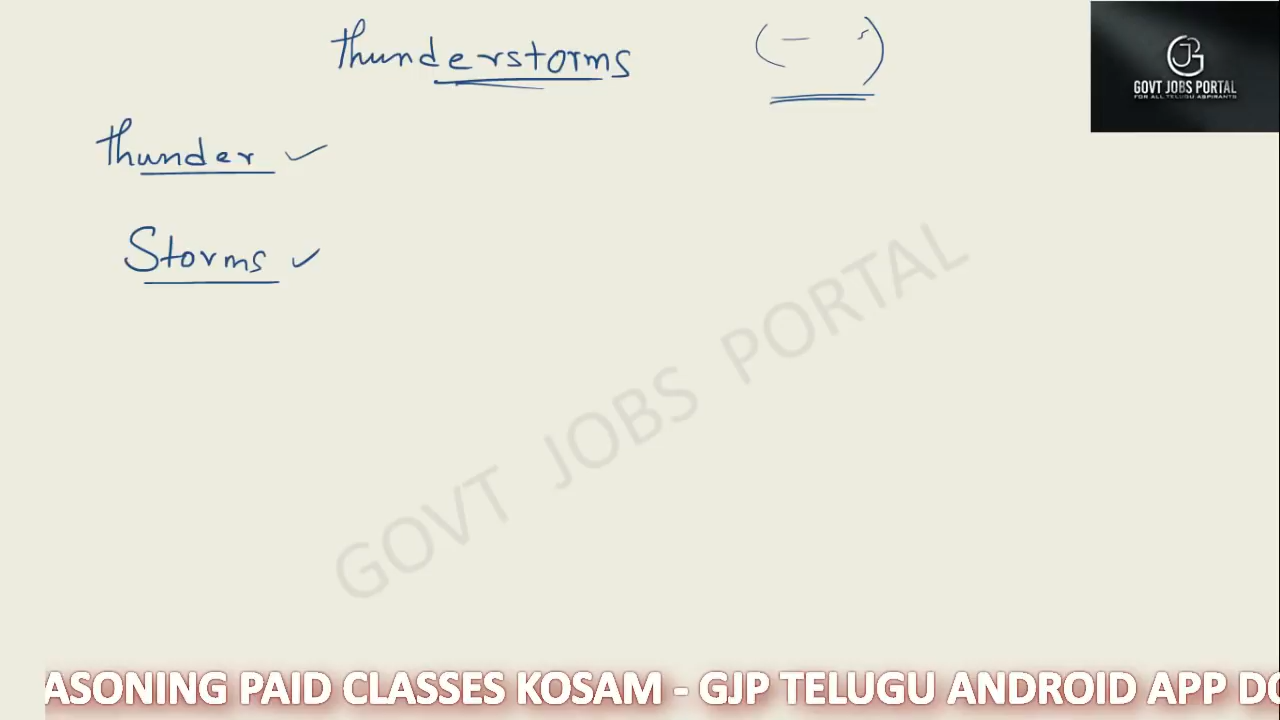 thunderstorms ( - )
GOVT JOBS PORTAL
FOR ALL TELUGU ASPIRANTS
thunder ✓
Storms ✓
GOVT JOBS PORTAL
ASONING PAID CLASSES KOSAM - GJP TELUGU ANDROID APP DO